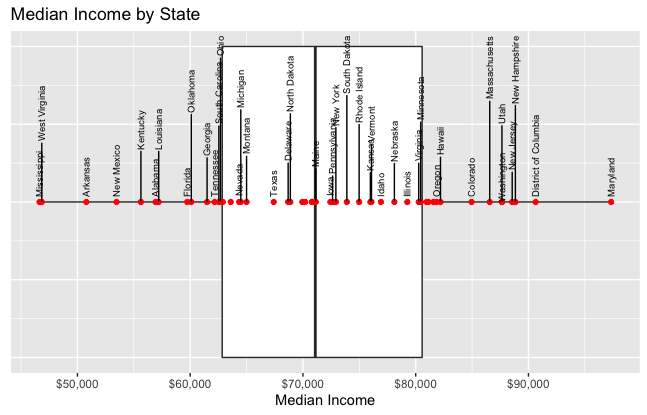 Median Income by State
Mississippi
West Virginia
Arkansas
New Mexico
Kentucky
Alabama
Louisiana
Florida
Oklahoma
Georgia
Tennessee
South Carolina
Ohio
Nevada
Michigan
Montana
Texas
Delaware
North Dakota
Maine
Iowa
Pennsylvania
New York
South Dakota
Rhode Island
Kansas
Vermont
Idaho
Nebraska
Illinois
Virginia
Minnesota
Oregon
Hawaii
Colorado
Massachusetts
Washington
Utah
New Jersey
New Hampshire
District of Columbia
Maryland
$50,000
$60,000
$70,000
$80,000
$90,000
Median Income